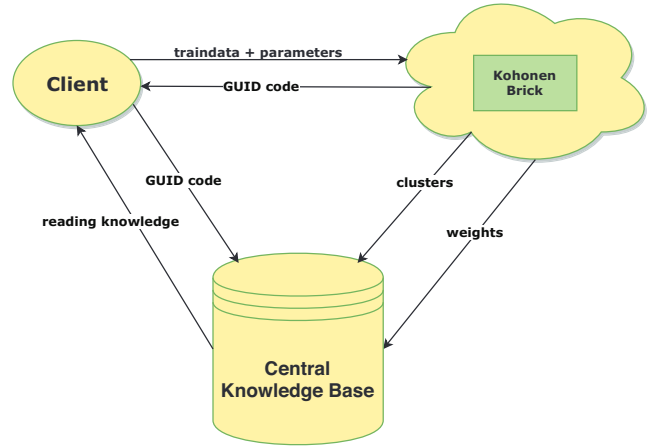 traindata + parameters
Client
Kohonen
Brick
GUID code
GUID code
clusters
reading knowledge
weights
Central
Knowledge Base